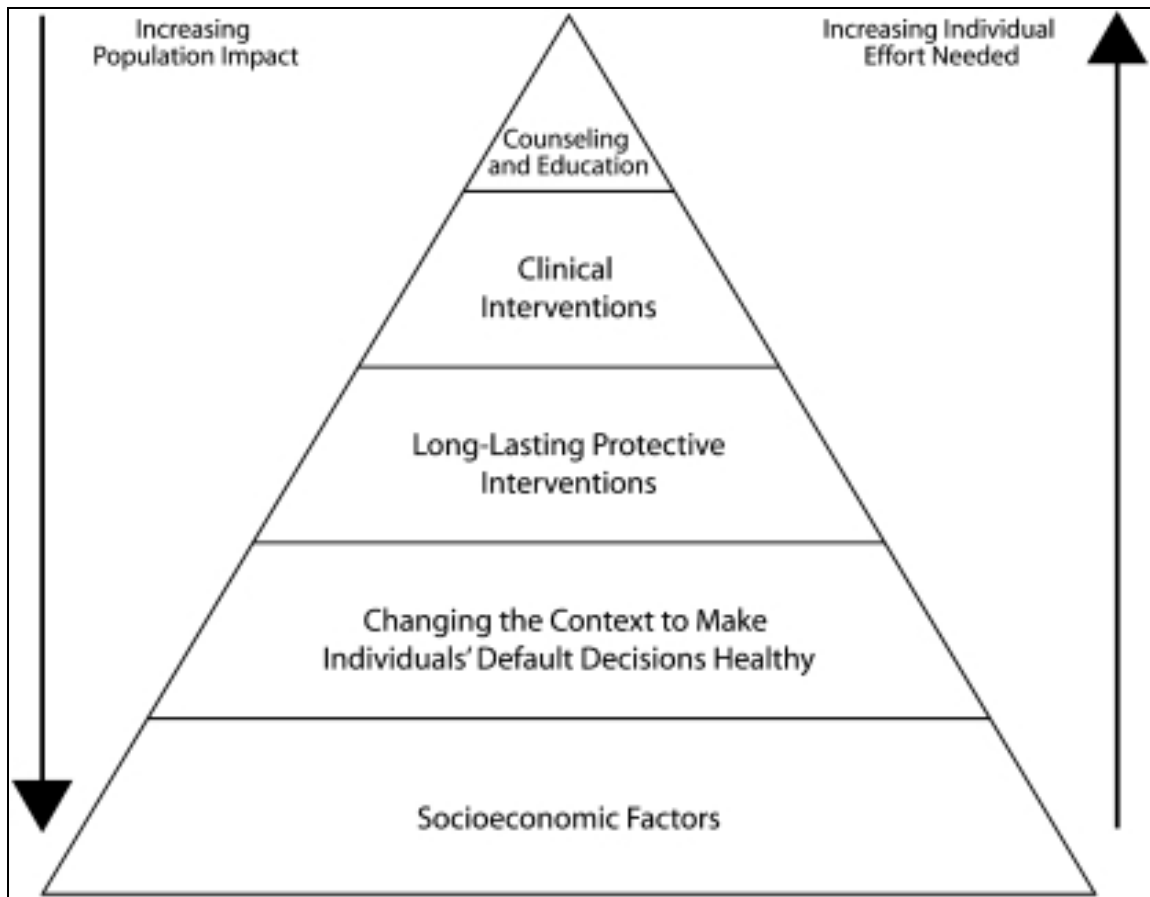 Increasing
Population Impact
Increasing Individual
Effort Needed
Counseling
and Education
Clinical
Interventions
Long-Lasting Protective
Interventions
Changing the Context to Make
Individuals’ Default Decisions Healthy
Socioeconomic Factors